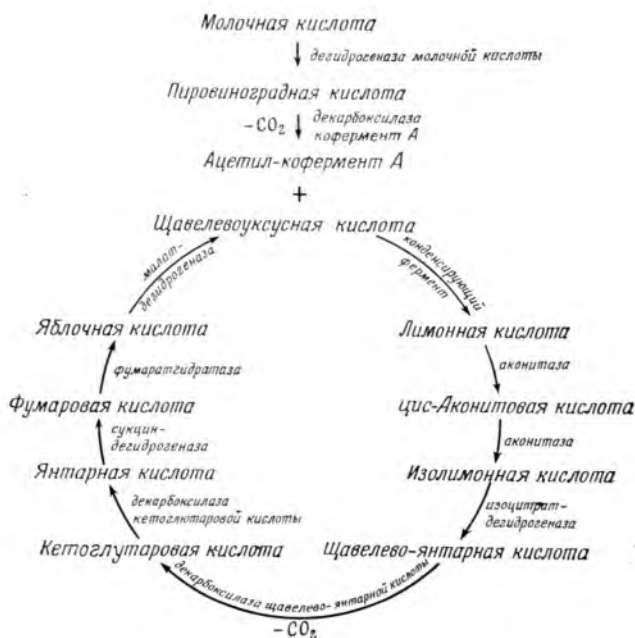 Молочная кислота
дегидрогеназа молочной кислоты
Пировиноградная кислота
−CO₂
декарбоксилаза
кофермент А
Ацетил-кофермент А
+
Щавелевоуксусная кислота
конденсирующий
фермент
Лимонная кислота
аконитаза
цис-Аконитовая кислота
аконитаза
Изолимонная кислота
изоцитрат-
дегидрогеназа
Щавелево-янтарная кислота
декарбоксилаза щавелево-янтарной кислоты
−CO₂
Кетоглутаровая кислота
декарбоксилаза
кетоглютаровой кислоты
Янтарная кислота
сукцин-
дегидрогеназа
Фумаровая кислота
фумаратгидратаза
Яблочная кислота
малат-
дегидрогеназа